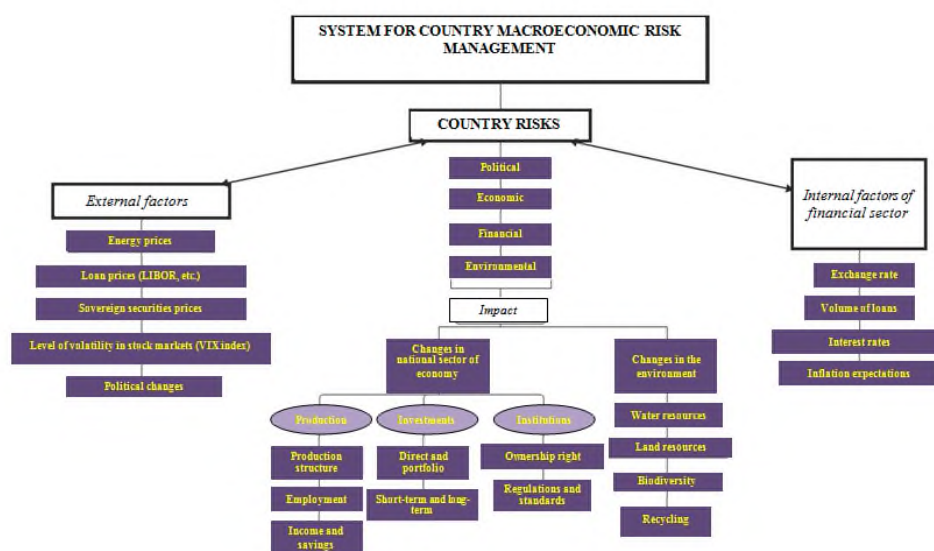 SYSTEM FOR COUNTRY MACROECONOMIC RISK
MANAGEMENT
COUNTRY RISKS
External factors
Energy prices
Loan prices (LIBOR, etc.)
Sovereign securities prices
Level of volatility in stock markets (VIX index)
Political changes
Political
Economic
Financial
Environmental
Impact
Changes in
national sector of
economy
Production
Production
structure
Employment
Income and
savings
Investments
Direct and
portfolio
Short-term and long-
term
Institutions
Ownership right
Regulations and
standards
Changes in the
environment
Water resources
Land resources
Biodiversity
Recycling
Internal factors of
financial sector
Exchange rate
Volume of loans
Interest rates
Inflation expectations